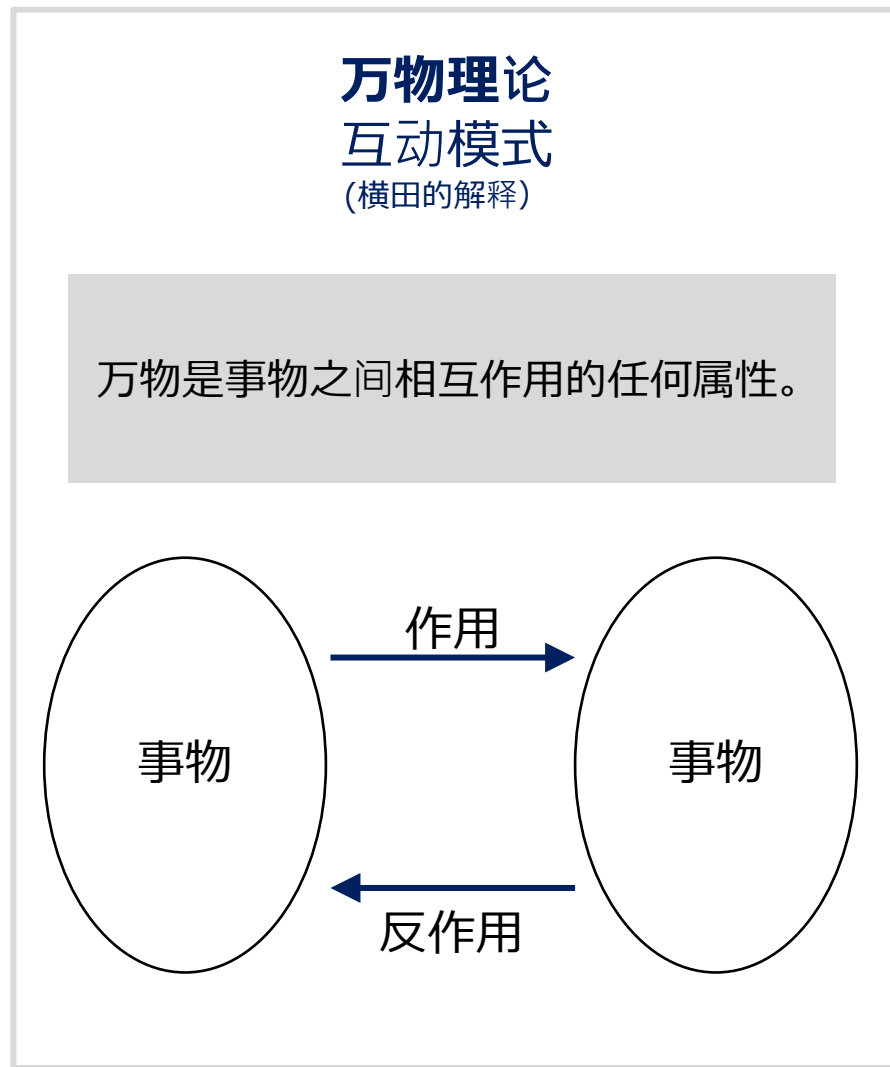 万物理论
互动模式
(横田的解释）
万物是事物之间相互作用的任何属性。
作用
事物
事物
反作用